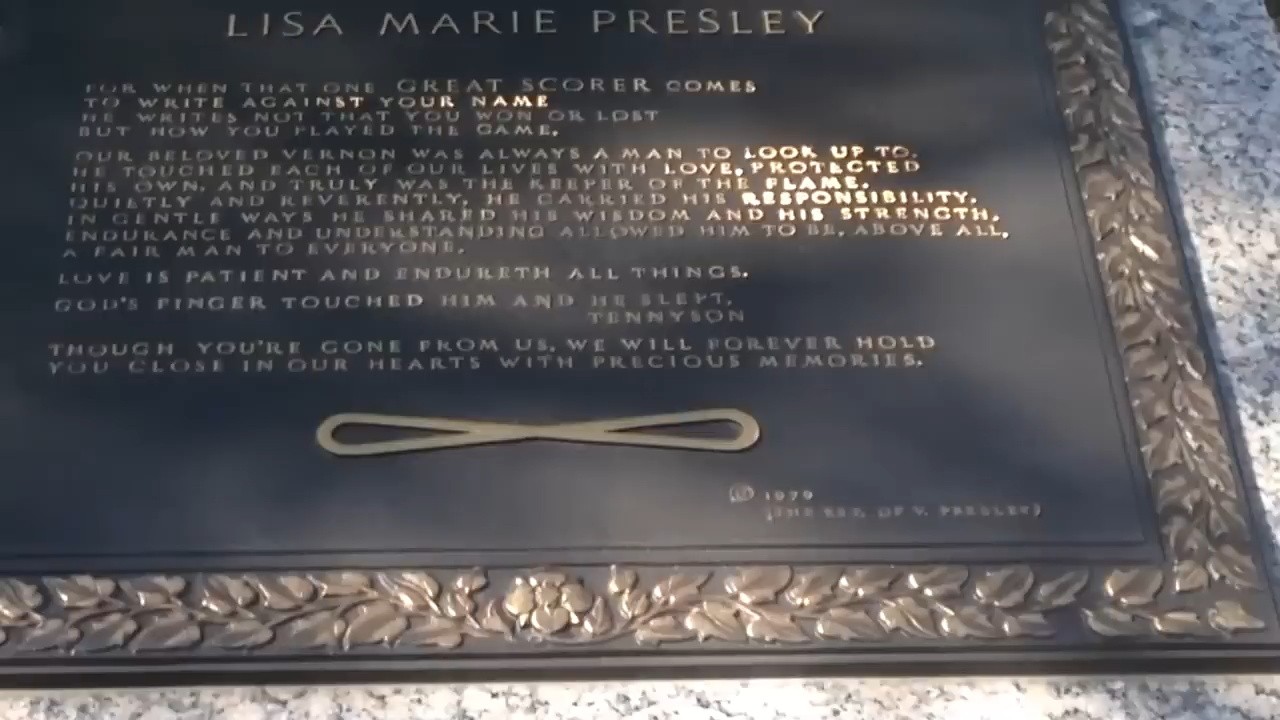 LISA MARIE PRESLEY
FOR WHEN THAT ONE GREAT SCORER COMES
TO WRITE AGAINST YOUR NAME
HE WRITES NOT THAT YOU WON OR LOST
BUT HOW YOU PLAYED THE GAME.
OUR BELOVED VERNON WAS ALWAYS A MAN TO LOOK UP TO.
HE TOUCHED EACH OF OUR LIVES WITH LOVE, PROTECTED
HIS OWN, AND TRULY WAS THE KEEPER OF THE FLAME.
QUIETLY AND REVERENTLY, HE CARRIED HIS RESPONSIBILITY.
IN GENTLE WAYS HE SHARED HIS WISDOM AND HIS STRENGTH.
ENDURANCE AND UNDERSTANDING ALLOWED HIM TO BE, ABOVE ALL,
A FAIR MAN TO EVERYONE.
LOVE IS PATIENT AND ENDURETH ALL THINGS.
GOD'S FINGER TOUCHED HIM AND HE SLEPT.
TENNYSON
THOUGH YOU'RE GONE FROM US, WE WILL FOREVER HOLD
YOU CLOSE IN OUR HEARTS WITH PRECIOUS MEMORIES.
© 1979
(THE EST. OF V. PRESLEY)